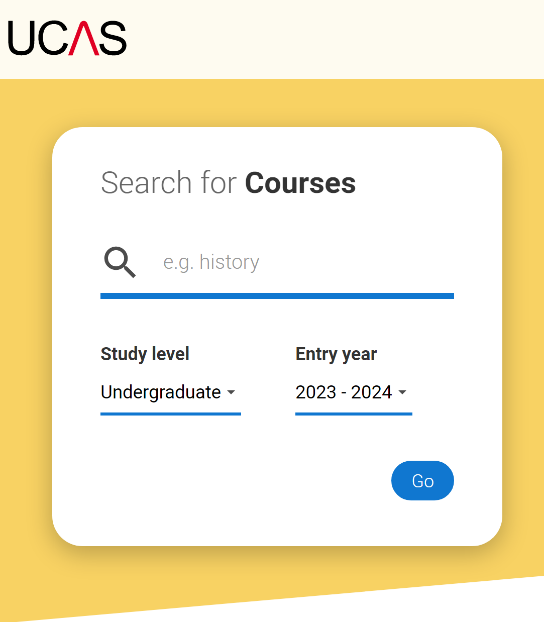 UCAS
Search for Courses
e.g. history
Study level
Entry year
Undergraduate
2023 - 2024
Go